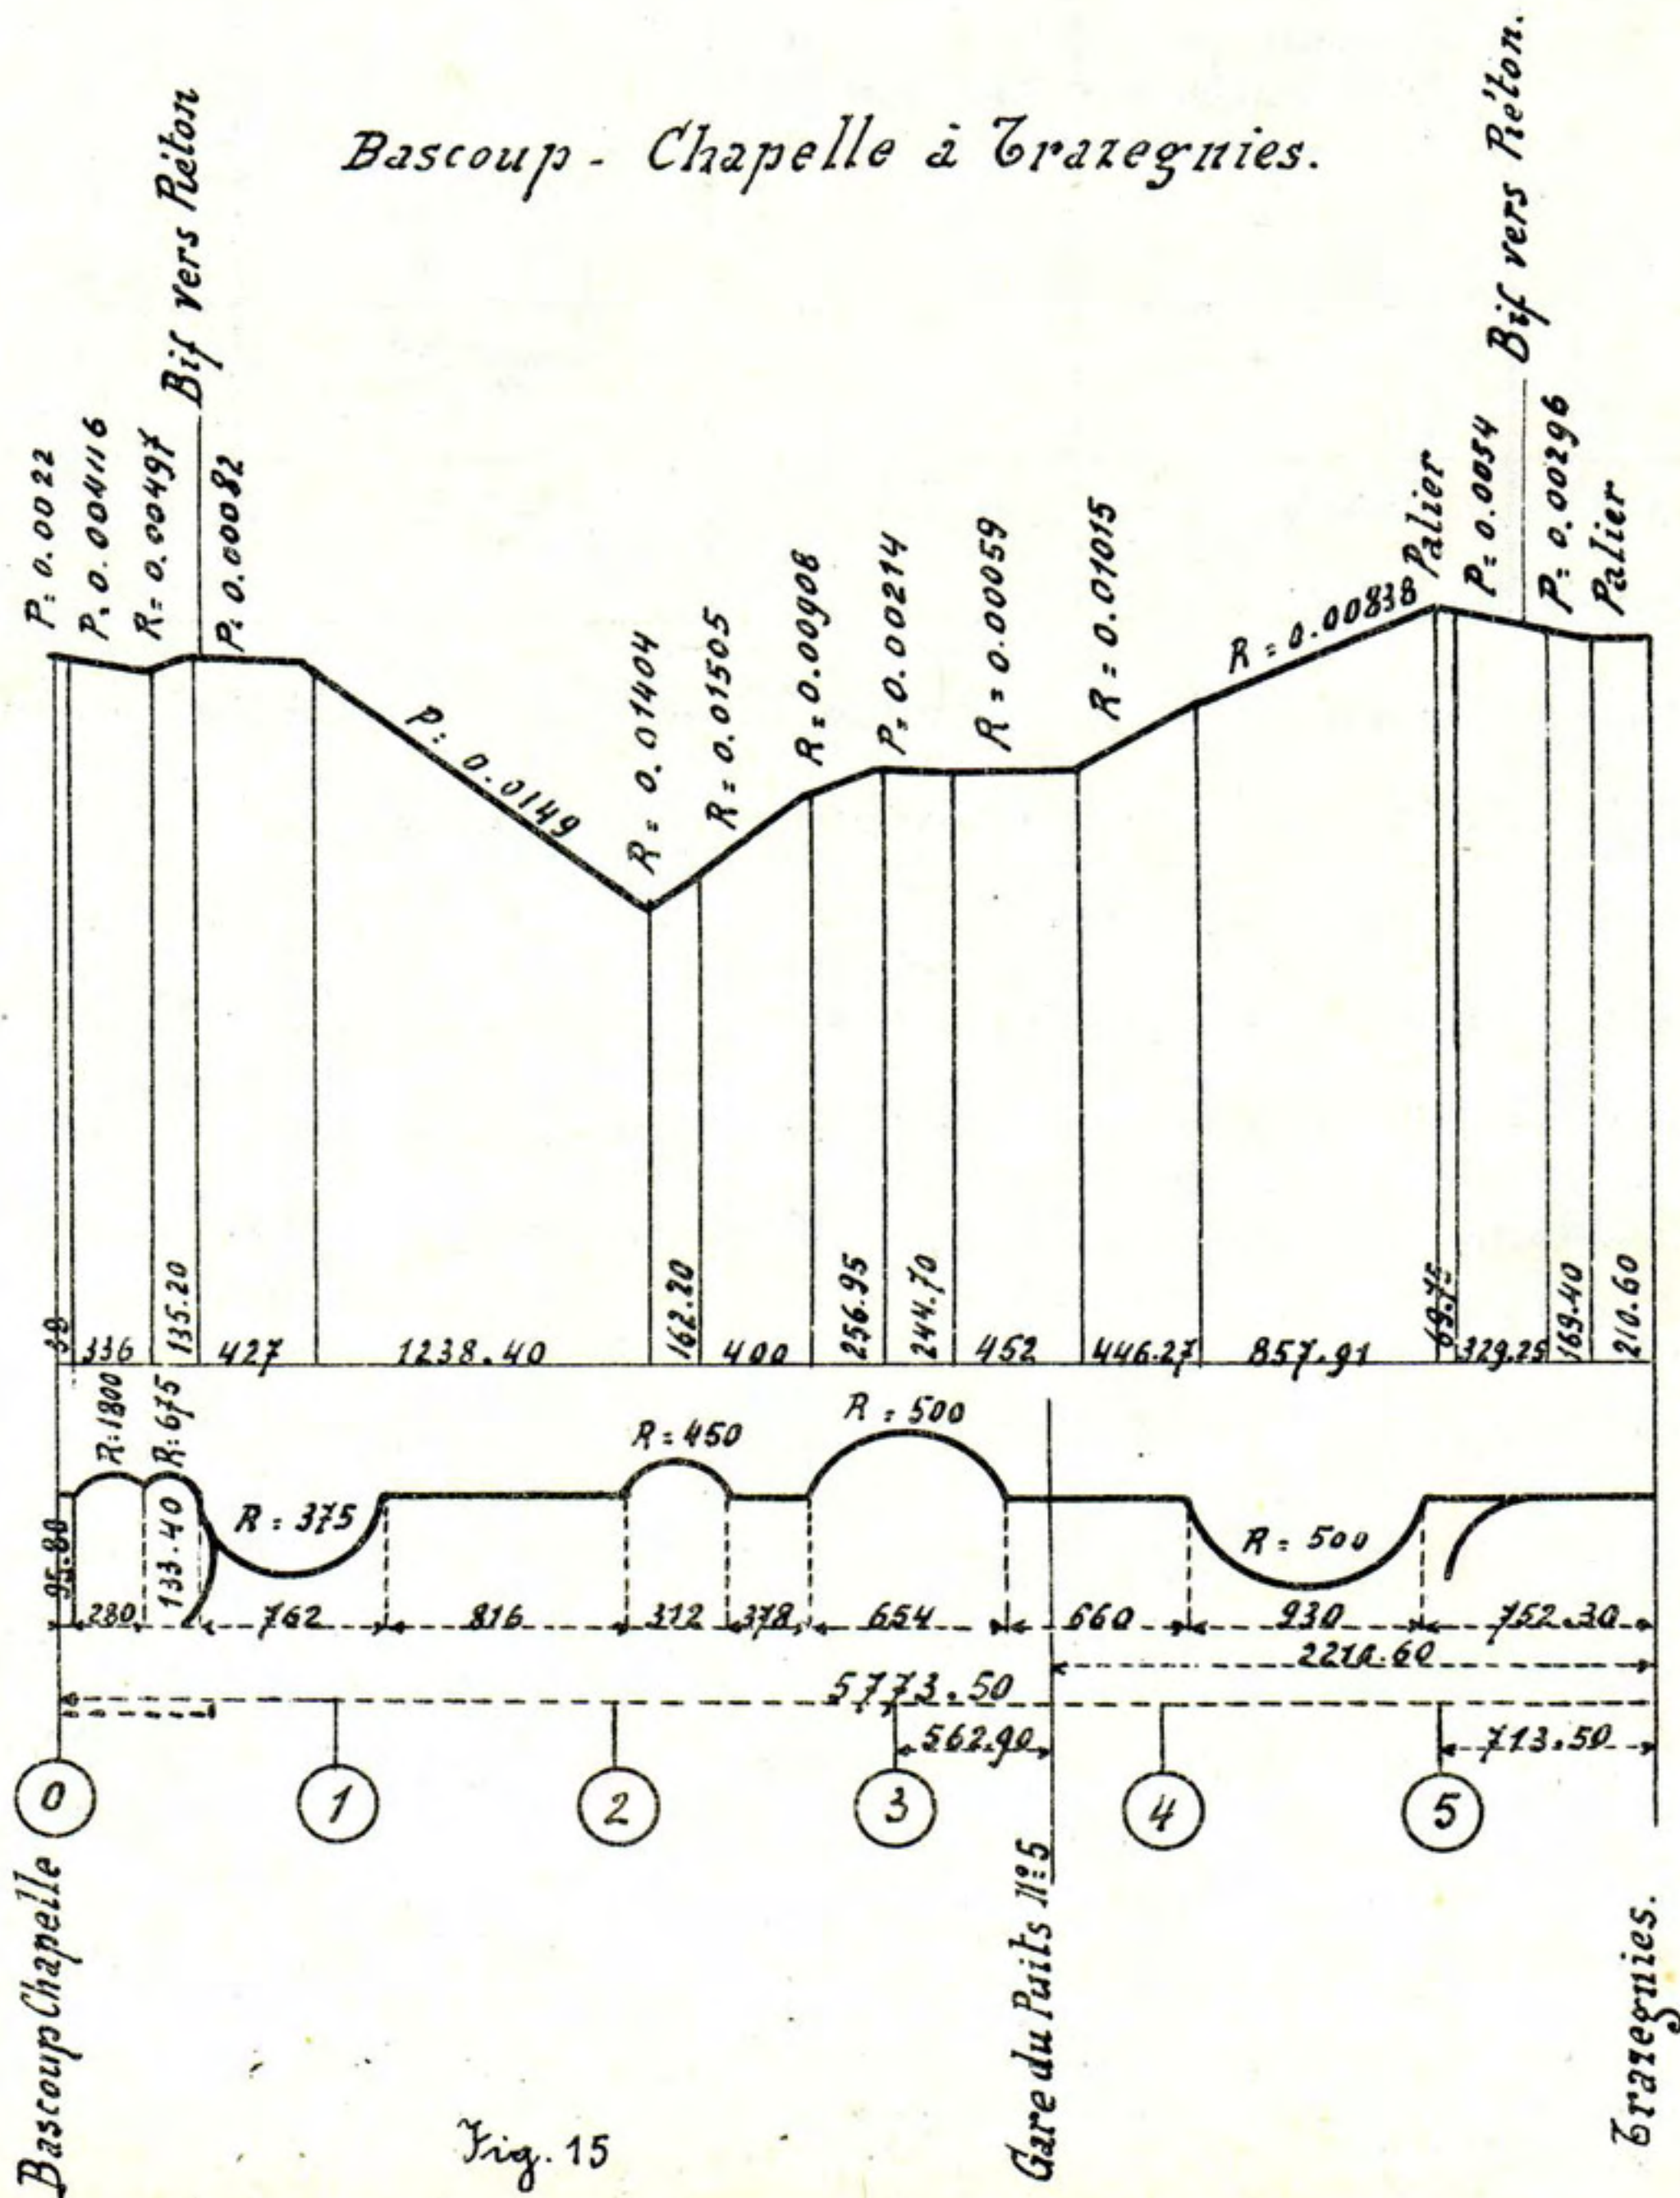 Bascoup - Chapelle à Trazegnies.
P: 0.0022
P. 0.004116
R= 0.00497
Bif vers Piéton
P: 0.00082
P: 0.0149
R= 0.01404
R= 0.01505
R= 0.00908
P= 0.00214
R= 0.00059
R= 0.01015
R= 0.00838
Palier
P= 0.0054
Bif vers Piéton.
P= 0.00296
Palier
336 135.20 427 1238.40 162.20 400 256.95 244.70 452 446.27 857.91 69.75 329.25 169.40 210.60
R:1800 R:675 R = 375 R = 450 R = 500 R = 500
95.80 280 133.40 762 816 312 378 654 660 930 752.30
2210.60
5773.50
562.90 713.50
0 1 2 3 4 5
Bascoup Chapelle
Gare du Puits Nº 5
Trazegnies.
Fig. 15